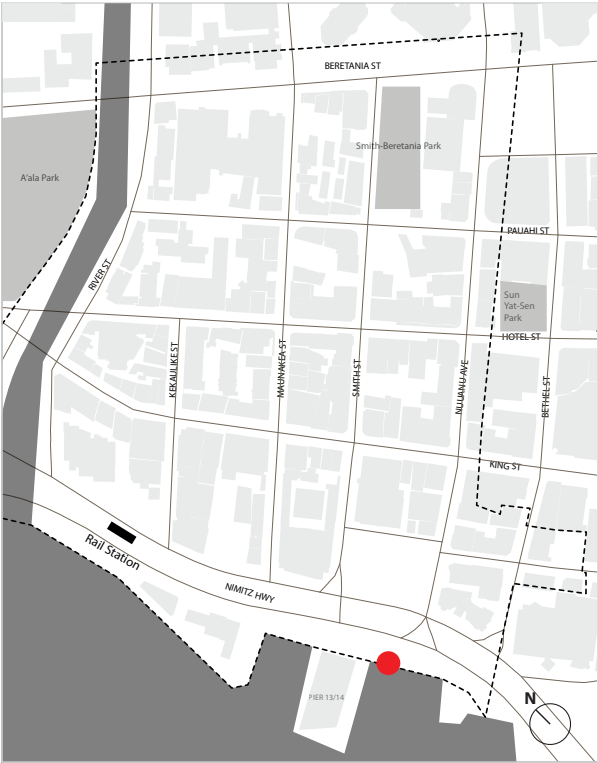 BERETANIA ST
Smith-Beretania Park
A'ala Park
PAUAHI ST
RIVER ST
Sun
Yat-Sen
Park
HOTEL ST
KEKAULIKE ST
MAUNAKEA ST
SMITH ST
NUUANU AVE
BETHEL ST
KING ST
Rail Station
NIMITZ HWY
PIER 13/14
N